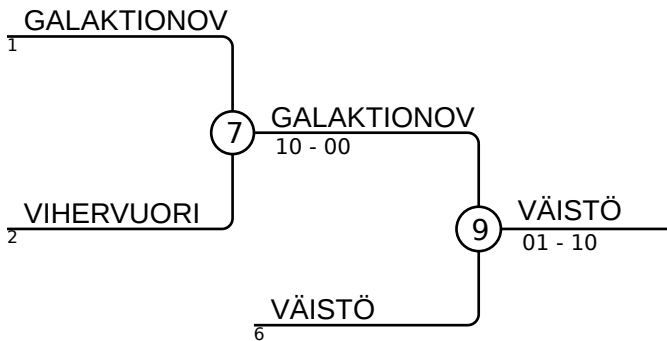 GALAKTIONOV
1
7
GALAKTIONOV
10 - 00
VIHERVUORI
2
9
VÄISTÖ
01 - 10
VÄISTÖ
6